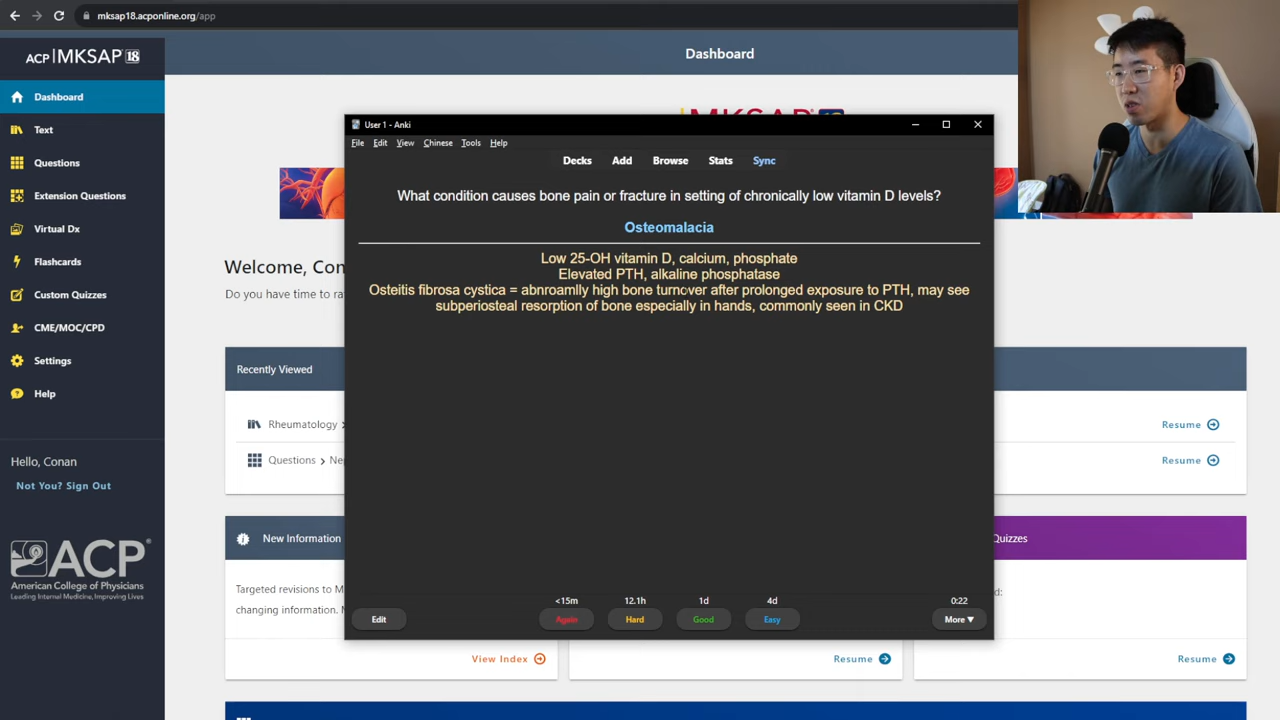 mksap18.acponline.org/app
ACP MKSAP® 18
Dashboard
Dashboard
Text
Questions
Extension Questions
Virtual Dx
Flashcards
Custom Quizzes
CME/MOC/CPD
Settings
Help
Hello, Conan
Not You? Sign Out
ACP®
American College of Physicians
Leading Internal Medicine, Improving Lives
Welcome, Con
Do you have time to ra
Recently Viewed
Rheumatology
Resume
Questions > Ne
Resume
New Information
Quizzes
Targeted revisions to M
changing information.
View Index
Resume
Resume
User 1 - Anki
File Edit View Chinese Tools Help
Decks Add Browse Stats Sync
What condition causes bone pain or fracture in setting of chronically low vitamin D levels?
Osteomalacia
Low 25-OH vitamin D, calcium, phosphate
Elevated PTH, alkaline phosphatase
Osteitis fibrosa cystica = abnroamlly high bone turnover after prolonged exposure to PTH, may see
subperiosteal resorption of bone especially in hands, commonly seen in CKD
<15m 12.1h 1d 4d 0:22
Edit Again Hard Good Easy More ▼